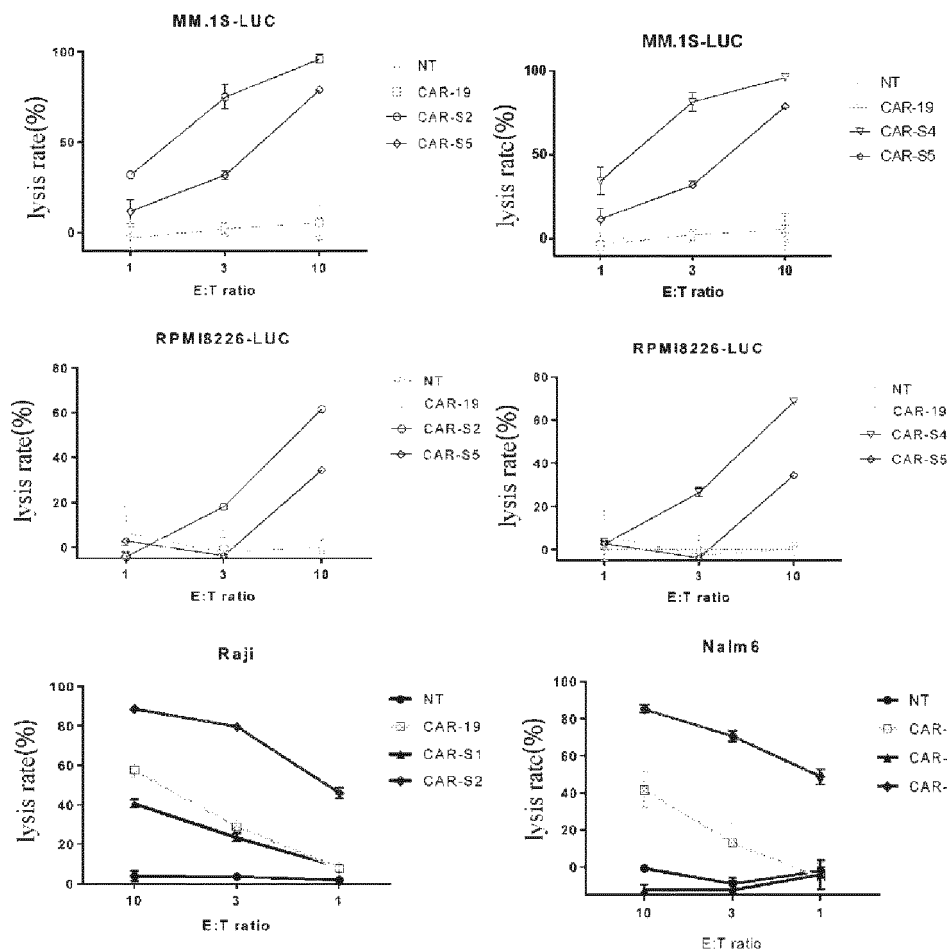 MM.1S-LUC
lysis rate(%)
100
50
0
1 3 10
E:T ratio
NT
CAR-19
CAR-S2
CAR-S5
MM.1S-LUC
lysis rate(%)
100
50
0
1 3 10
E:T ratio
NT
CAR-19
CAR-S4
CAR-S5
RPMI8226-LUC
lysis rate(%)
80
60
40
20
0
1 3 10
E:T ratio
NT
CAR-19
CAR-S2
CAR-S5
RPMI8226-LUC
lysis rate(%)
80
60
40
20
0
1 3 10
E:T ratio
NT
CAR-19
CAR-S4
CAR-S5
Raji
lysis rate(%)
100
80
60
40
20
0
10 3 1
E:T ratio
NT
CAR-19
CAR-S1
CAR-S2
Nalm6
lysis rate(%)
100
80
60
40
20
0
10 3 1
E:T ratio
NT
CAR-
CAR-
CAR-